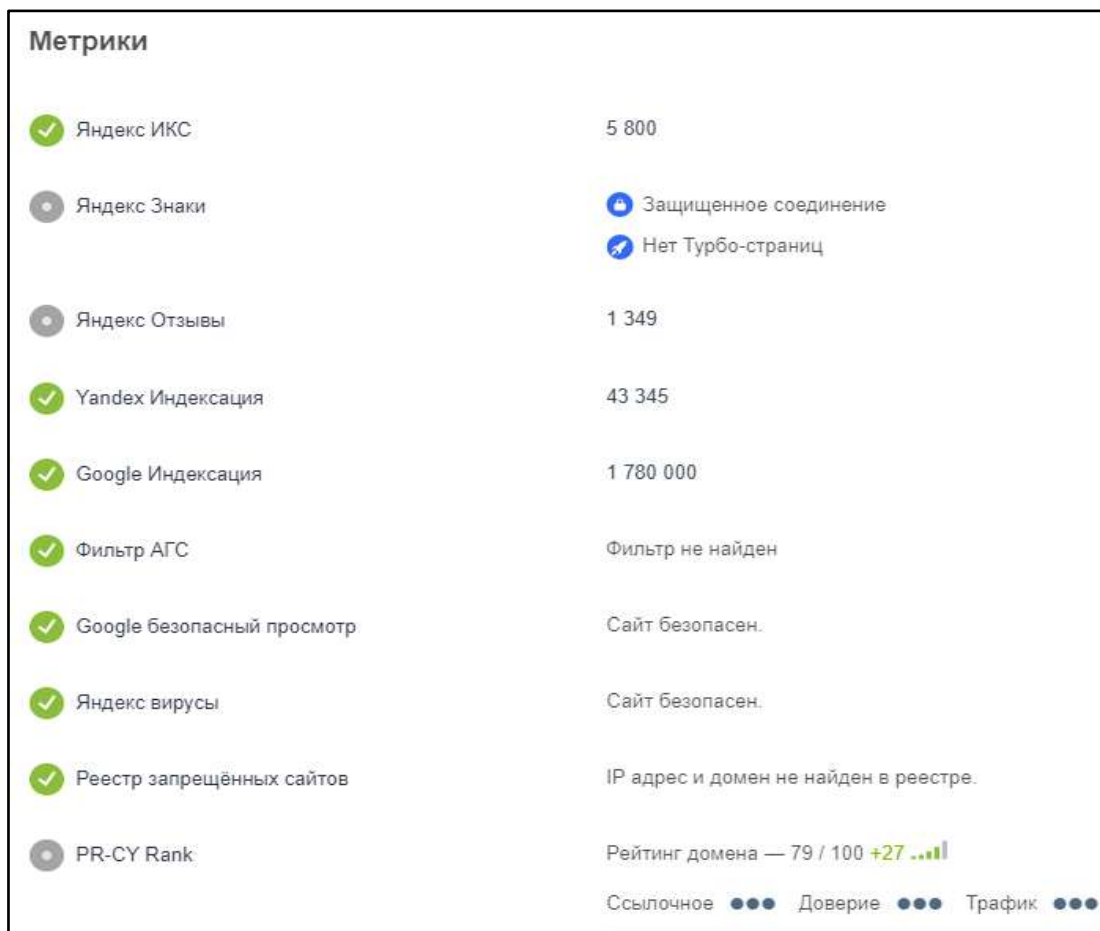 Метрики
Яндекс ИКС 5 800
Яндекс Знаки Защищенное соединение
Нет Турбо-страниц
Яндекс Отзывы 1 349
Yandex Индексация 43 345
Google Индексация 1 780 000
Фильтр АГС Фильтр не найден
Google безопасный просмотр Сайт безопасен.
Яндекс вирусы Сайт безопасен.
Реестр запрещённых сайтов IP адрес и домен не найден в реестре.
PR-CY Rank Рейтинг домена — 79 / 100 +27
Ссылочное Доверие Трафик